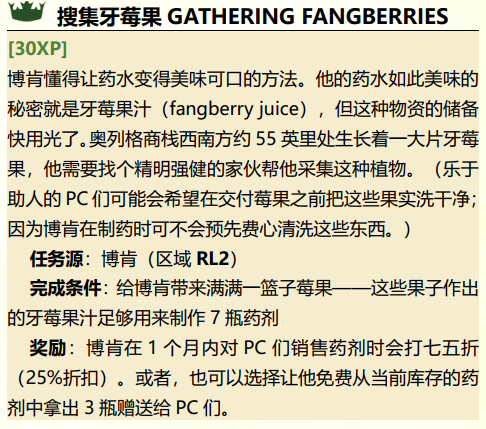 搜集牙莓果 GATHERING FANGBERRIES
[30XP]
博肯懂得让药水变得美味可口的方法。他的药水如此美味的
秘密就是牙莓果汁（fangberry juice），但这种物资的储备
快用光了。奥列格商栈西南方约 55 英里处生长着一大片牙莓
果，他需要找个精明强健的家伙帮他采集这种植物。（乐于
助人的 PC 们可能会希望在交付莓果之前把这些果实洗干净；
因为博肯在制药时可不会预先费心清洗这些东西。）
任务源：博肯（区域 RL2）
完成条件：给博肯带来满满一篮子莓果——这些果子作出
的牙莓果汁足够用来制作 7 瓶药剂
奖励：博肯在 1 个月内对 PC 们销售药剂时会打七五折
（25%折扣）。或者，也可以选择让他免费从当前库存的药
剂中拿出 3 瓶赠送给 PC 们。